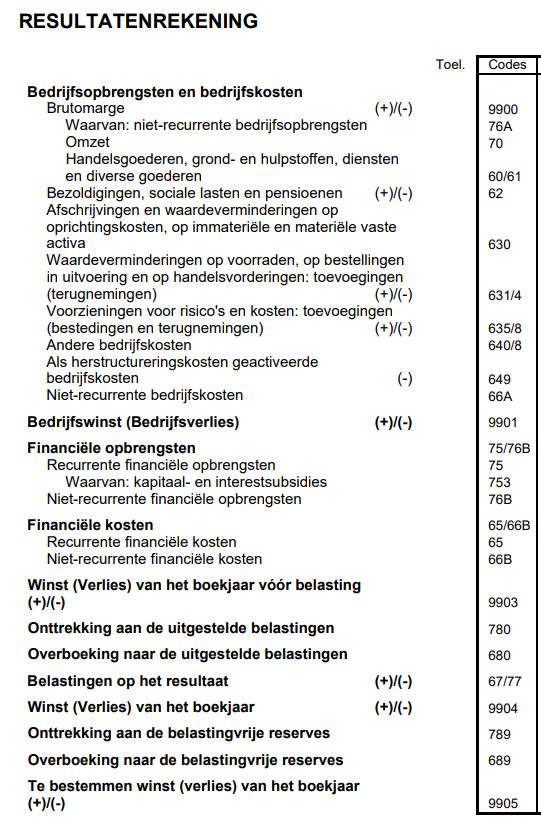 RESULTATENREKENING
Toel. Codes
Bedrijfsopbrengsten en bedrijfskosten
Brutomarge (+)/(-) 9900
Waarvan: niet-recurrente bedrijfsopbrengsten 76A
Omzet 70
Handelsgoederen, grond- en hulpstoffen, diensten
en diverse goederen 60/61
Bezoldigingen, sociale lasten en pensioenen (+)/(-) 62
Afschrijvingen en waardeverminderingen op
oprichtingskosten, op immateriële en materiële vaste
activa 630
Waardeverminderingen op voorraden, op bestellingen
in uitvoering en op handelsvorderingen: toevoegingen
(terugnemingen) (+)/(-) 631/4
Voorzieningen voor risico's en kosten: toevoegingen
(bestedingen en terugnemingen) (+)/(-) 635/8
Andere bedrijfskosten 640/8
Als herstructureringskosten geactiveerde
bedrijfskosten (-) 649
Niet-recurrente bedrijfskosten 66A
Bedrijfswinst (Bedrijfsverlies) (+)/(-) 9901
Financiële opbrengsten 75/76B
Recurrente financiële opbrengsten 75
Waarvan: kapitaal- en interestsubsidies 753
Niet-recurrente financiële opbrengsten 76B
Financiële kosten 65/66B
Recurrente financiële kosten 65
Niet-recurrente financiële kosten 66B
Winst (Verlies) van het boekjaar vóór belasting
(+)/(-) 9903
Onttrekking aan de uitgestelde belastingen 780
Overboeking naar de uitgestelde belastingen 680
Belastingen op het resultaat (+)/(-) 67/77
Winst (Verlies) van het boekjaar (+)/(-) 9904
Onttrekking aan de belastingvrije reserves 789
Overboeking naar de belastingvrije reserves 689
Te bestemmen winst (verlies) van het boekjaar
(+)/(-) 9905